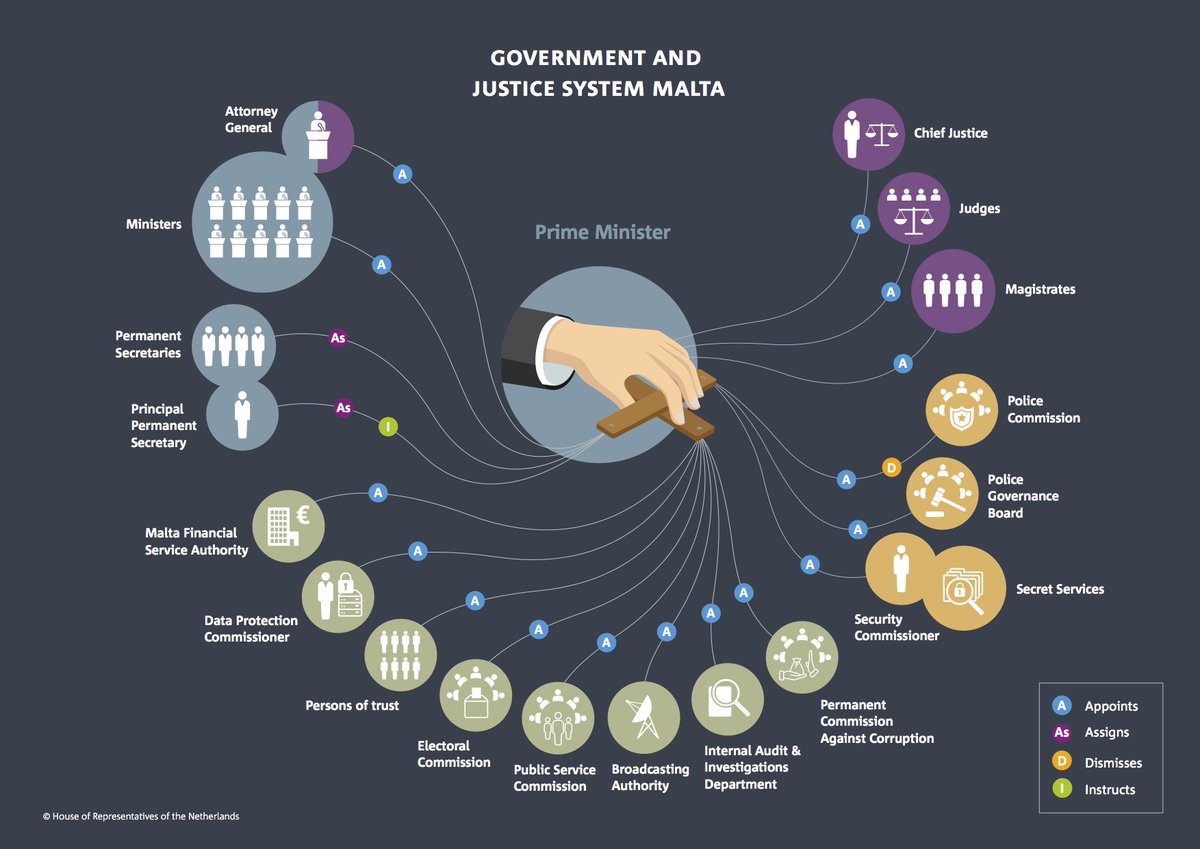 GOVERNMENT AND
JUSTICE SYSTEM MALTA
Attorney
General
A
Ministers
A
Permanent
Secretaries
As
Principal
Permanent
Secretary
As
I
Prime Minister
Chief Justice
A
Judges
A
Magistrates
A
Police
Commission
D
A
Police
Governance
Board
A
Secret Services
Security
Commissioner
A
€
Malta Financial
Service Authority
A
Data Protection
Commissioner
A
Persons of trust
A
Electoral
Commission
A
Public Service
Commission
A
Broadcasting
Authority
A
Internal Audit &
Investigations
Department
A
Permanent
Commission
Against Corruption
A
A Appoints
As Assigns
D Dismisses
I Instructs
© House of Representatives of the Netherlands